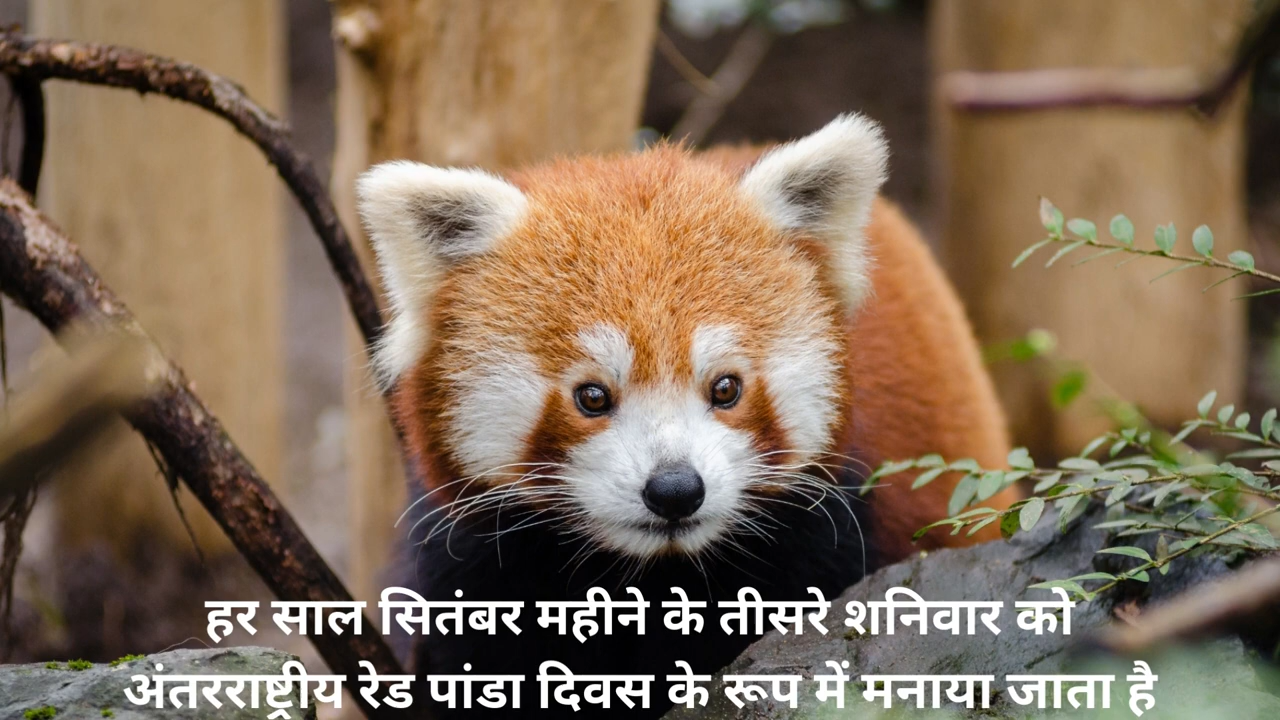 हर साल सितंबर महीने के तीसरे शनिवार को
अंतरराष्ट्रीय रेड पांडा दिवस के रूप में मनाया जाता है